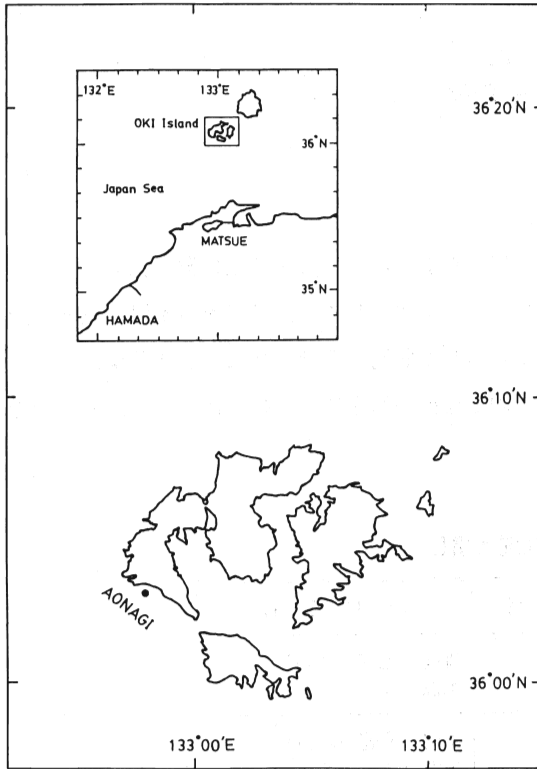 132°E
133°E
36°20'N
OKI Island
36°N
Japan Sea
MATSUE
35°N
HAMADA
36°10'N
AONAGI
36°00'N
133°00'E
133°10'E